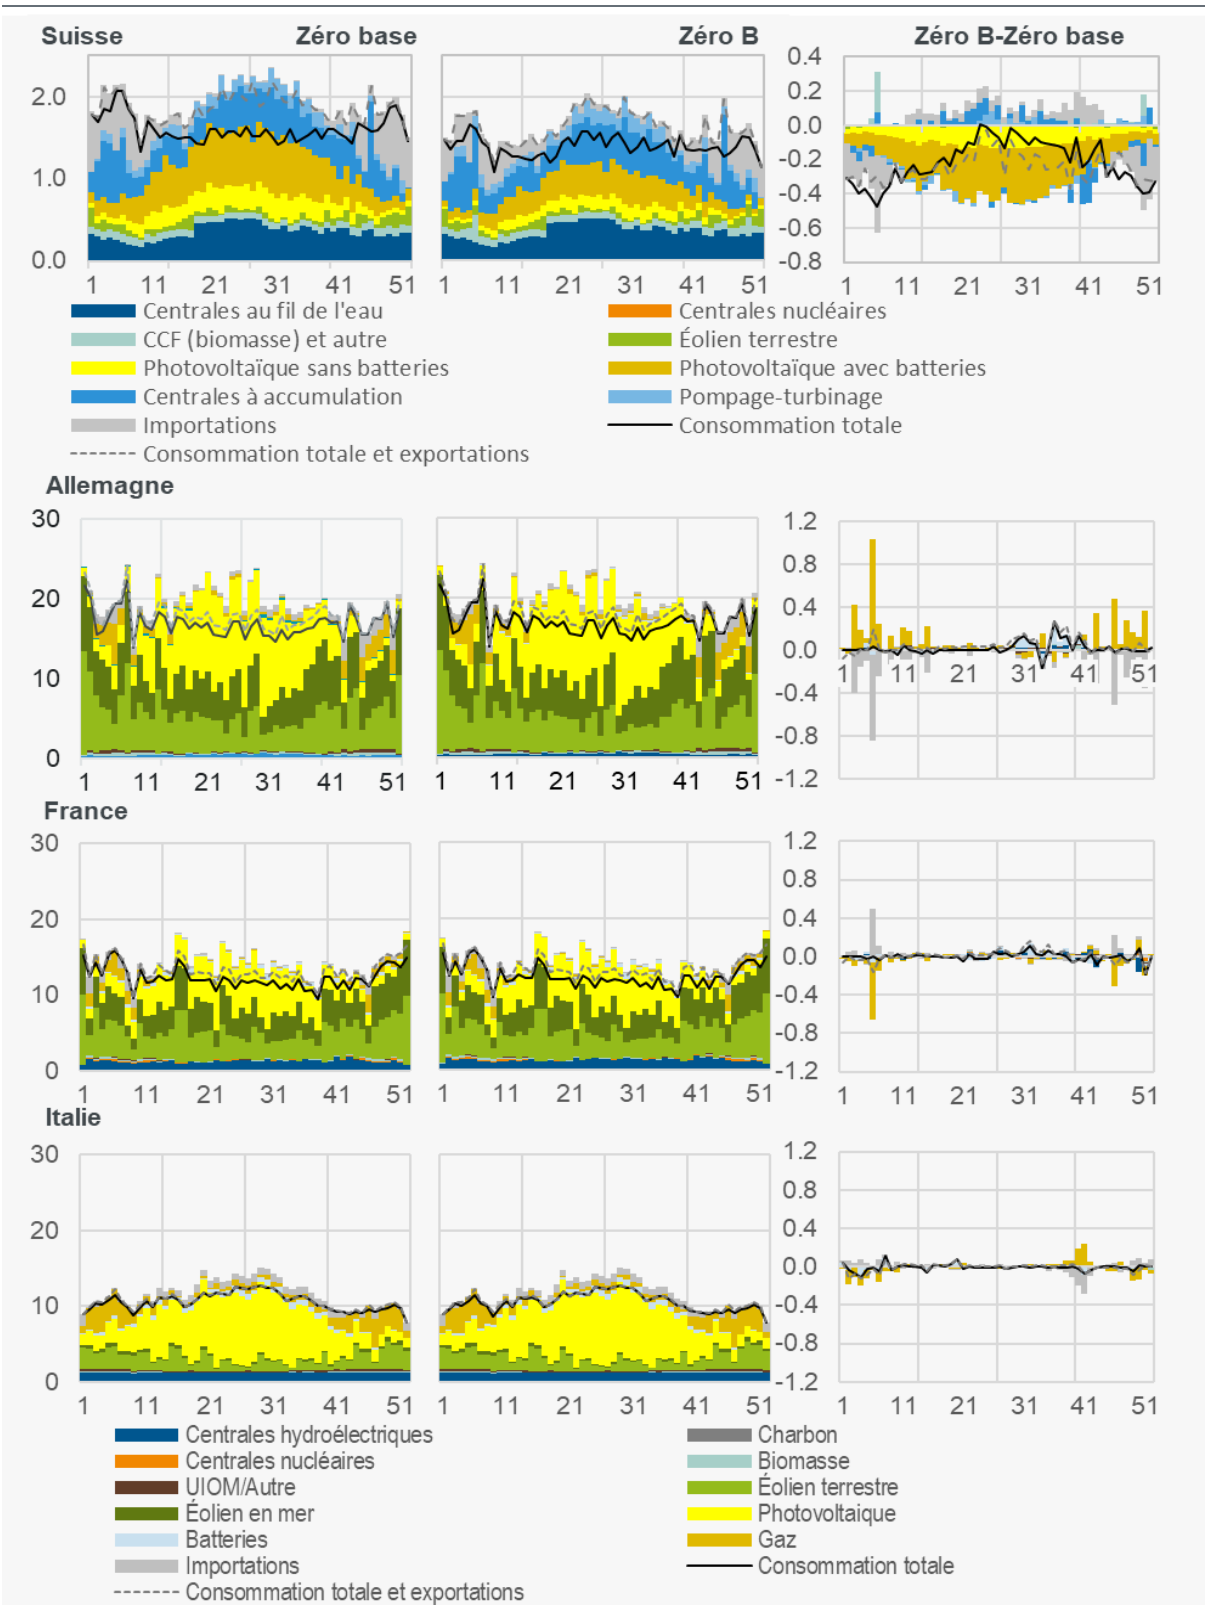 Suisse Zéro base Zéro B Zéro B-Zéro base
2.0
1.0
0.0
1 11 21 31 41 51
1 11 21 31 41 51
0.4
0.2
0.0
-0.2
-0.4
-0.6
-0.8
1 11 21 31 41 51
Centrales au fil de l'eau
Centrales nucléaires
CCF (biomasse) et autre
Éolien terrestre
Photovoltaïque sans batteries
Photovoltaïque avec batteries
Centrales à accumulation
Pompage-turbinage
Importations
Consommation totale
Consommation totale et exportations
Allemagne
30
20
10
0
1 11 21 31 41 51
1 11 21 31 41 51
1.2
0.8
0.4
0.0
-0.4
-0.8
-1.2
1 11 21 31 41 51
France
30
20
10
0
1 11 21 31 41 51
1 11 21 31 41 51
1.2
0.8
0.4
0.0
-0.4
-0.8
-1.2
1 11 21 31 41 51
Italie
30
20
10
0
1 11 21 31 41 51
1 11 21 31 41 51
1.2
0.8
0.4
0.0
-0.4
-0.8
-1.2
1 11 21 31 41 51
Centrales hydroélectriques
Charbon
Centrales nucléaires
Biomasse
UIOM/Autre
Éolien terrestre
Éolien en mer
Photovoltaique
Batteries
Gaz
Importations
Consommation totale
Consommation totale et exportations